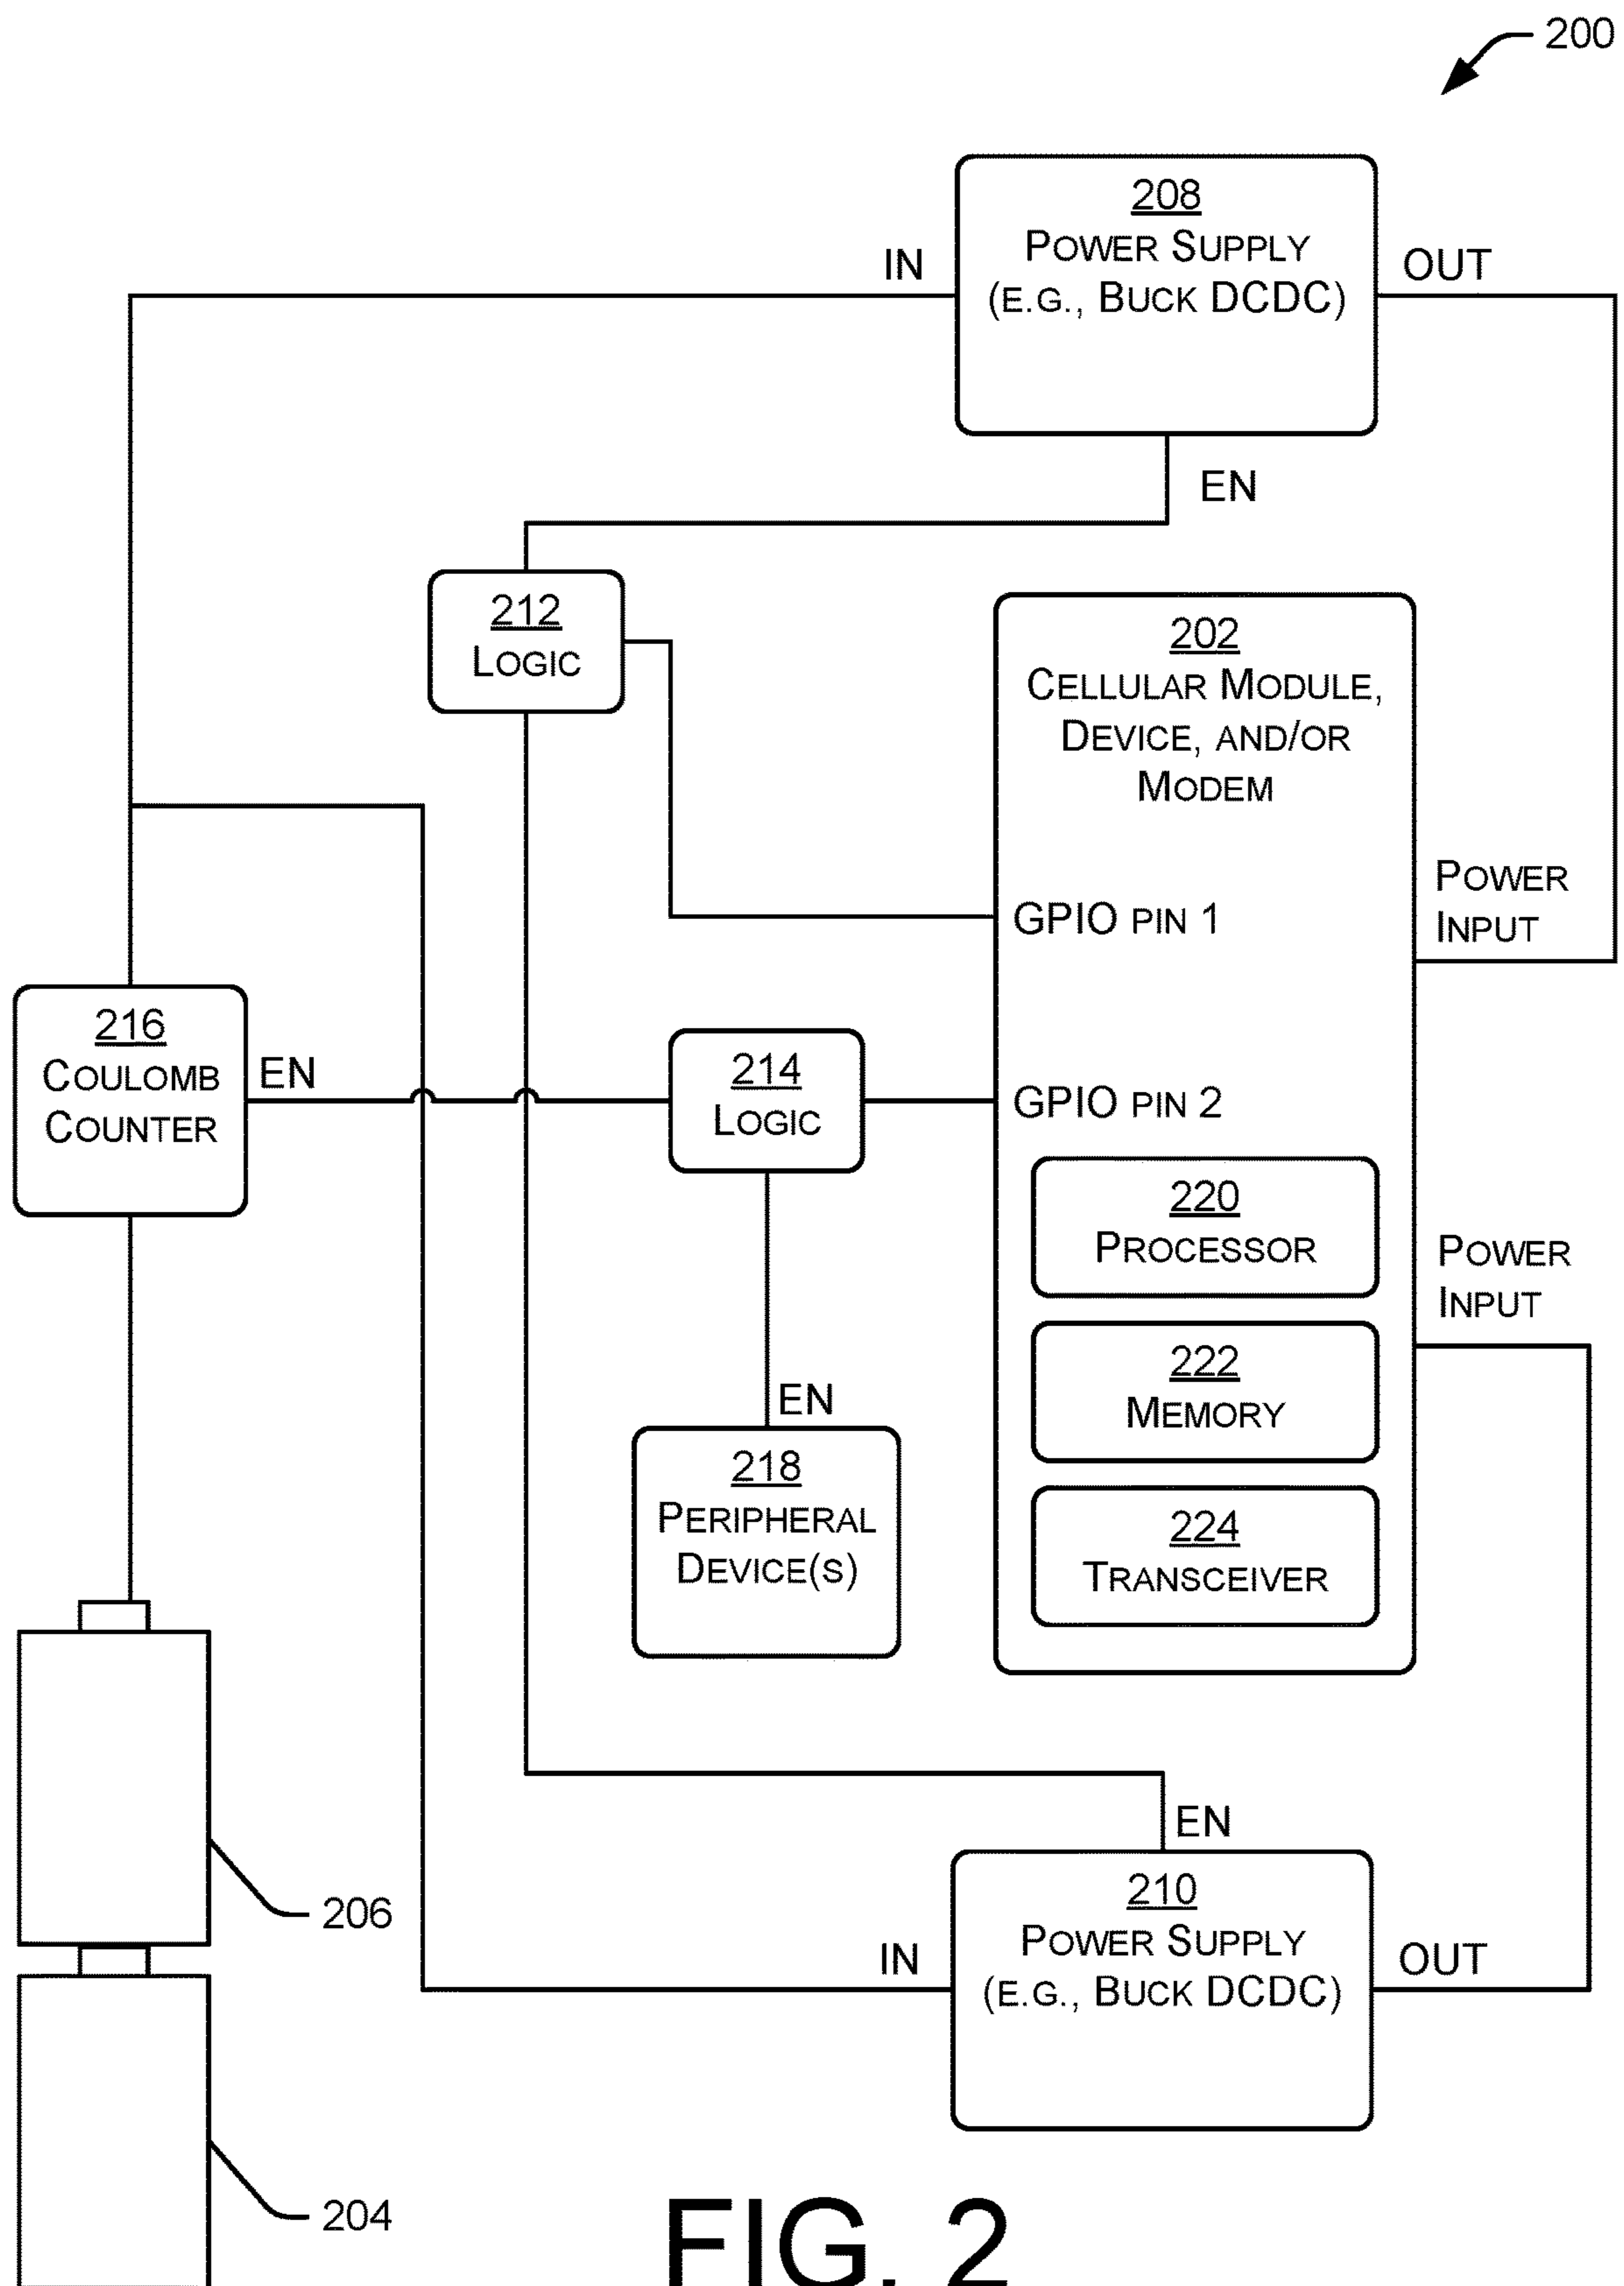 200
208
POWER SUPPLY
(E.G., BUCK DCDC)
IN
OUT
EN
212
LOGIC
202
CELLULAR MODULE,
DEVICE, AND/OR
MODEM
GPIO PIN 1
POWER
INPUT
216
COULOMB
COUNTER
EN
214
LOGIC
GPIO PIN 2
220
PROCESSOR
POWER
INPUT
222
MEMORY
EN
218
PERIPHERAL
DEVICE(S)
224
TRANSCEIVER
EN
206
210
POWER SUPPLY
(E.G., BUCK DCDC)
IN
OUT
204
FIG. 2